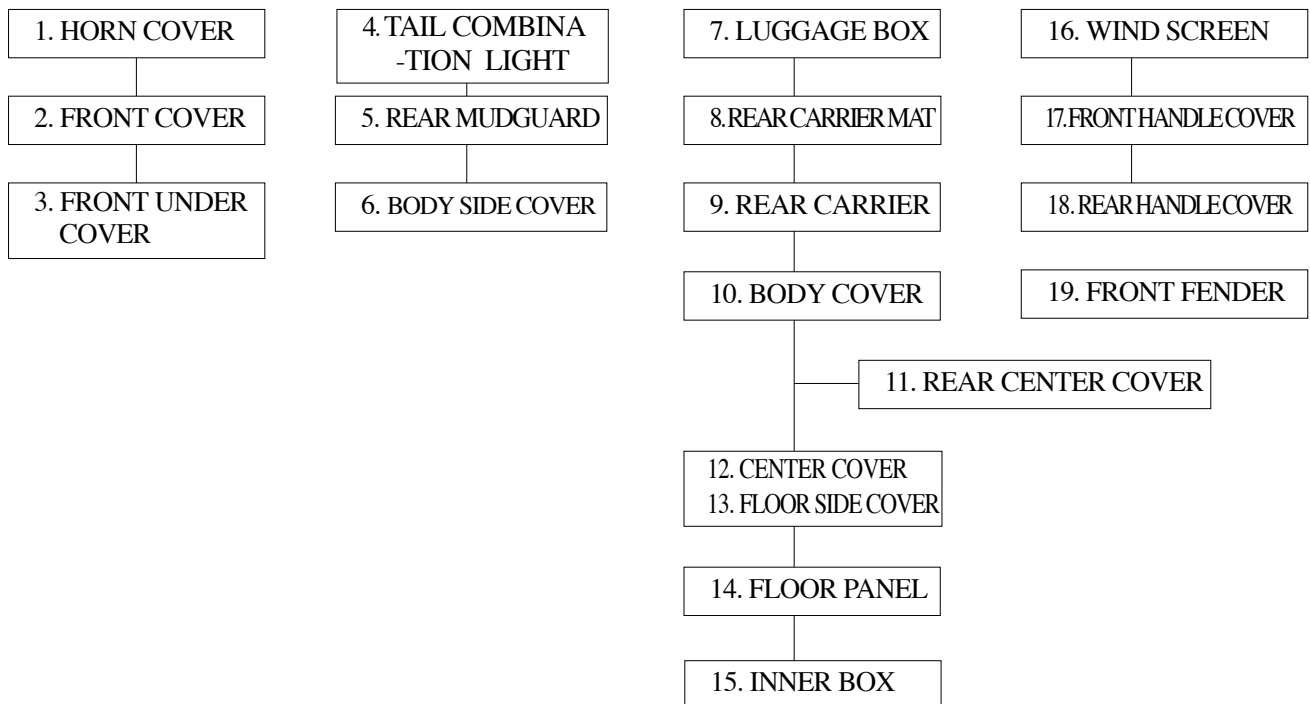 1. HORN COVER
2. FRONT COVER
3. FRONT UNDER
COVER
4. TAIL COMBINA
-TION LIGHT
5. REAR MUDGUARD
6. BODY SIDE COVER
7. LUGGAGE BOX
8. REAR CARRIER MAT
9. REAR CARRIER
10. BODY COVER
11. REAR CENTER COVER
12. CENTER COVER
13. FLOOR SIDE COVER
14. FLOOR PANEL
15. INNER BOX
16. WIND SCREEN
17. FRONT HANDLE COVER
18. REAR HANDLE COVER
19. FRONT FENDER